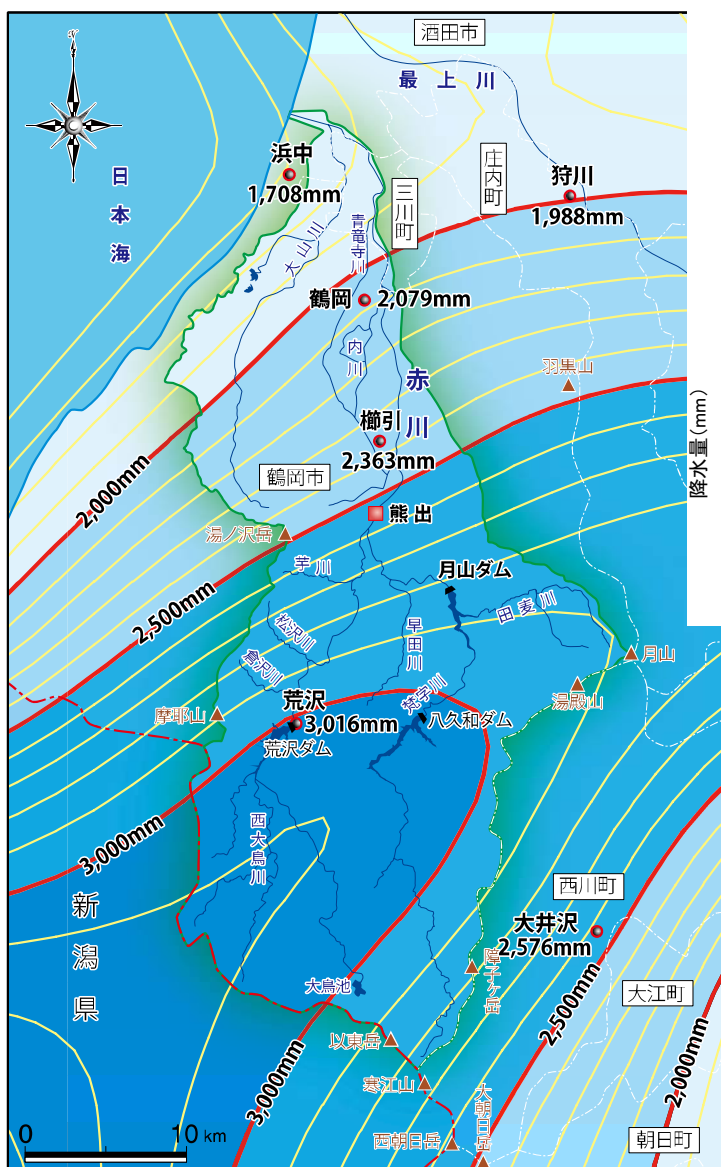 酒田市
最上川
日本海
浜中
1,708mm
庄内町
狩川
1,988mm
三川町
青竜寺川
大山川
鶴岡
2,079mm
内川
赤川
羽黒山
降水量(mm)
櫛引
2,363mm
鶴岡市
2,000mm
熊出
湯ノ沢岳
芋川
月山ダム
2,500mm
松沢川
早田川
田麦川
倉沢川
月山
梵字川
湯殿山
摩耶山
荒沢
3,016mm
八久和ダム
荒沢ダム
3,000mm
西大鳥川
西川町
新潟県
大井沢
2,576mm
障子ケ岳
大鳥池
2,500mm
大江町
以東岳
3,000mm
寒江山
大朝日岳
2,000mm
西朝日岳
朝日町
0 10 km